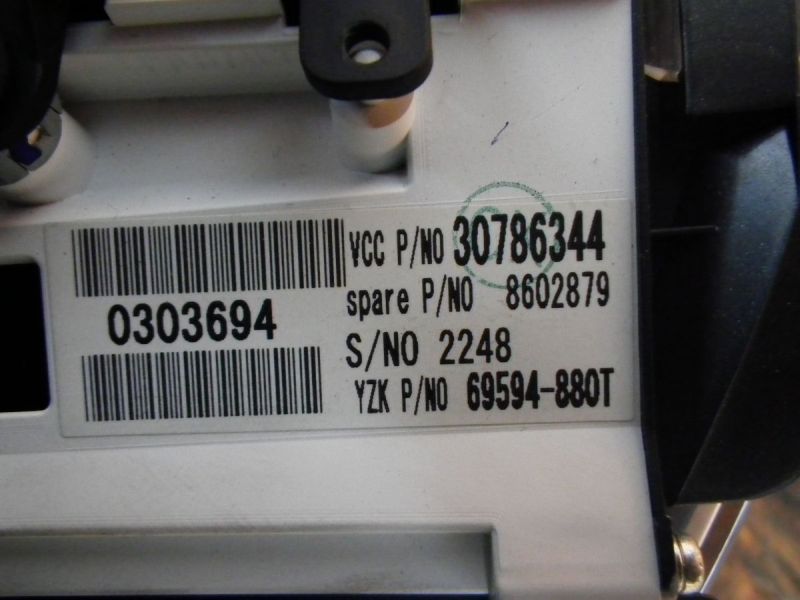 VCC P/NO 30786344
spare P/NO 8602879
0303694
S/NO 2248
YZK P/NO 69594-880T